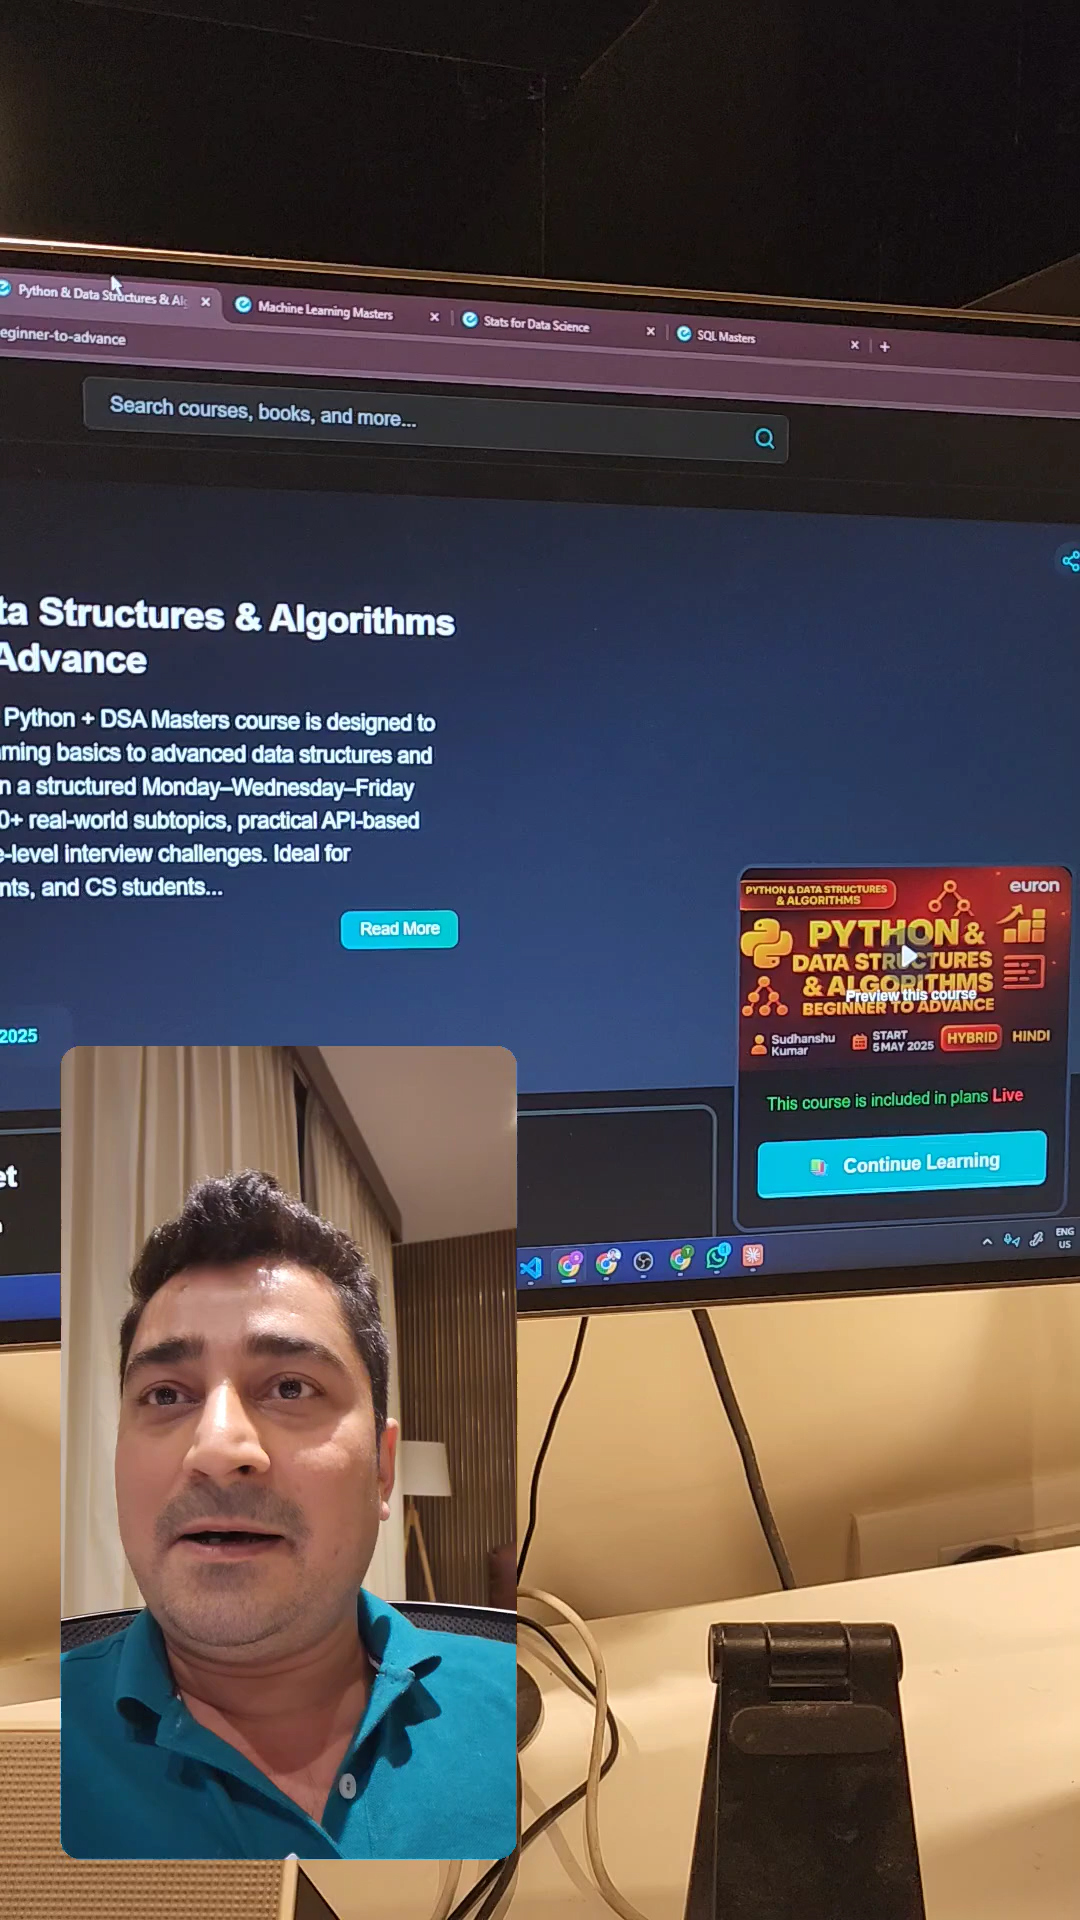 Python & Data Structures & Alg
Machine Learning Masters
Stats for Data Science
SQL Masters
eginner-to-advance
Search courses, books, and more...
ta Structures & Algorithms
Advance
Python + DSA Masters course is designed to
ming basics to advanced data structures and
n a structured Monday–Wednesday–Friday
0+ real-world subtopics, practical API-based
e-level interview challenges. Ideal for
nts, and CS students...
Read More
2025
et
PYTHON & DATA STRUCTURES
& ALGORITHMS
euron
PYTHON &
DATA STRUCTURES
& ALGORITHMS
Preview this course
BEGINNER TO ADVANCE
Sudhanshu
Kumar
START
5 MAY 2025
HYBRID
HINDI
This course is included in plans Live
Continue Learning
ENG
US